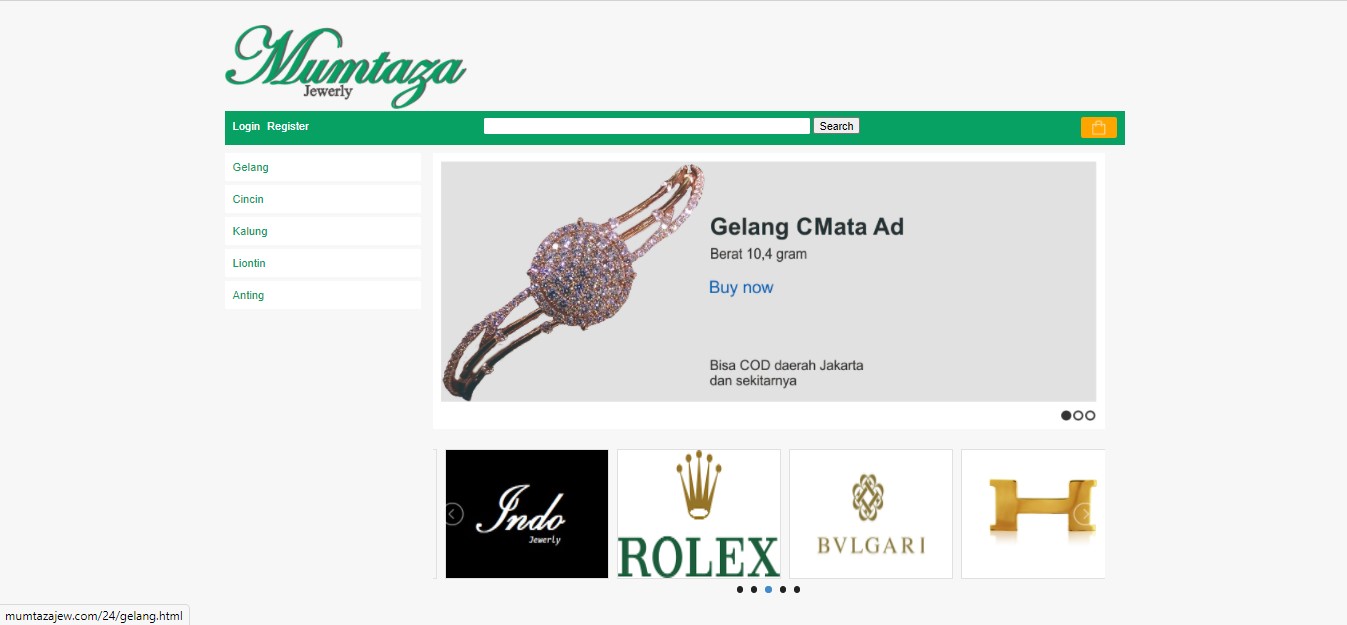 Mumtaza
Jewerly
Login Register
Search
Gelang
Cincin
Kalung
Liontin
Anting
Gelang CMata Ad
Berat 10,4 gram
Buy now
Bisa COD daerah Jakarta
dan sekitarnya
Indo
Jewerly
ROLEX
BVLGARI
mumtazajew.com/24/gelang.html